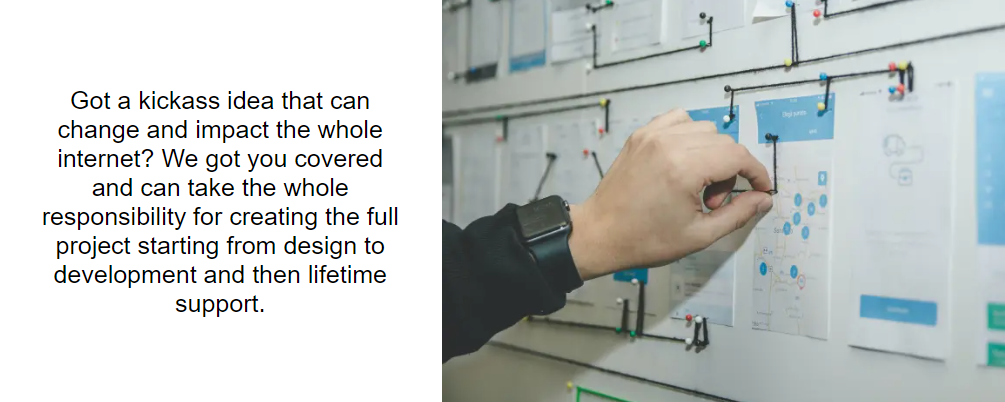 Got a kickass idea that can
change and impact the whole
internet? We got you covered
and can take the whole
responsibility for creating the full
project starting from design to
development and then lifetime
support.